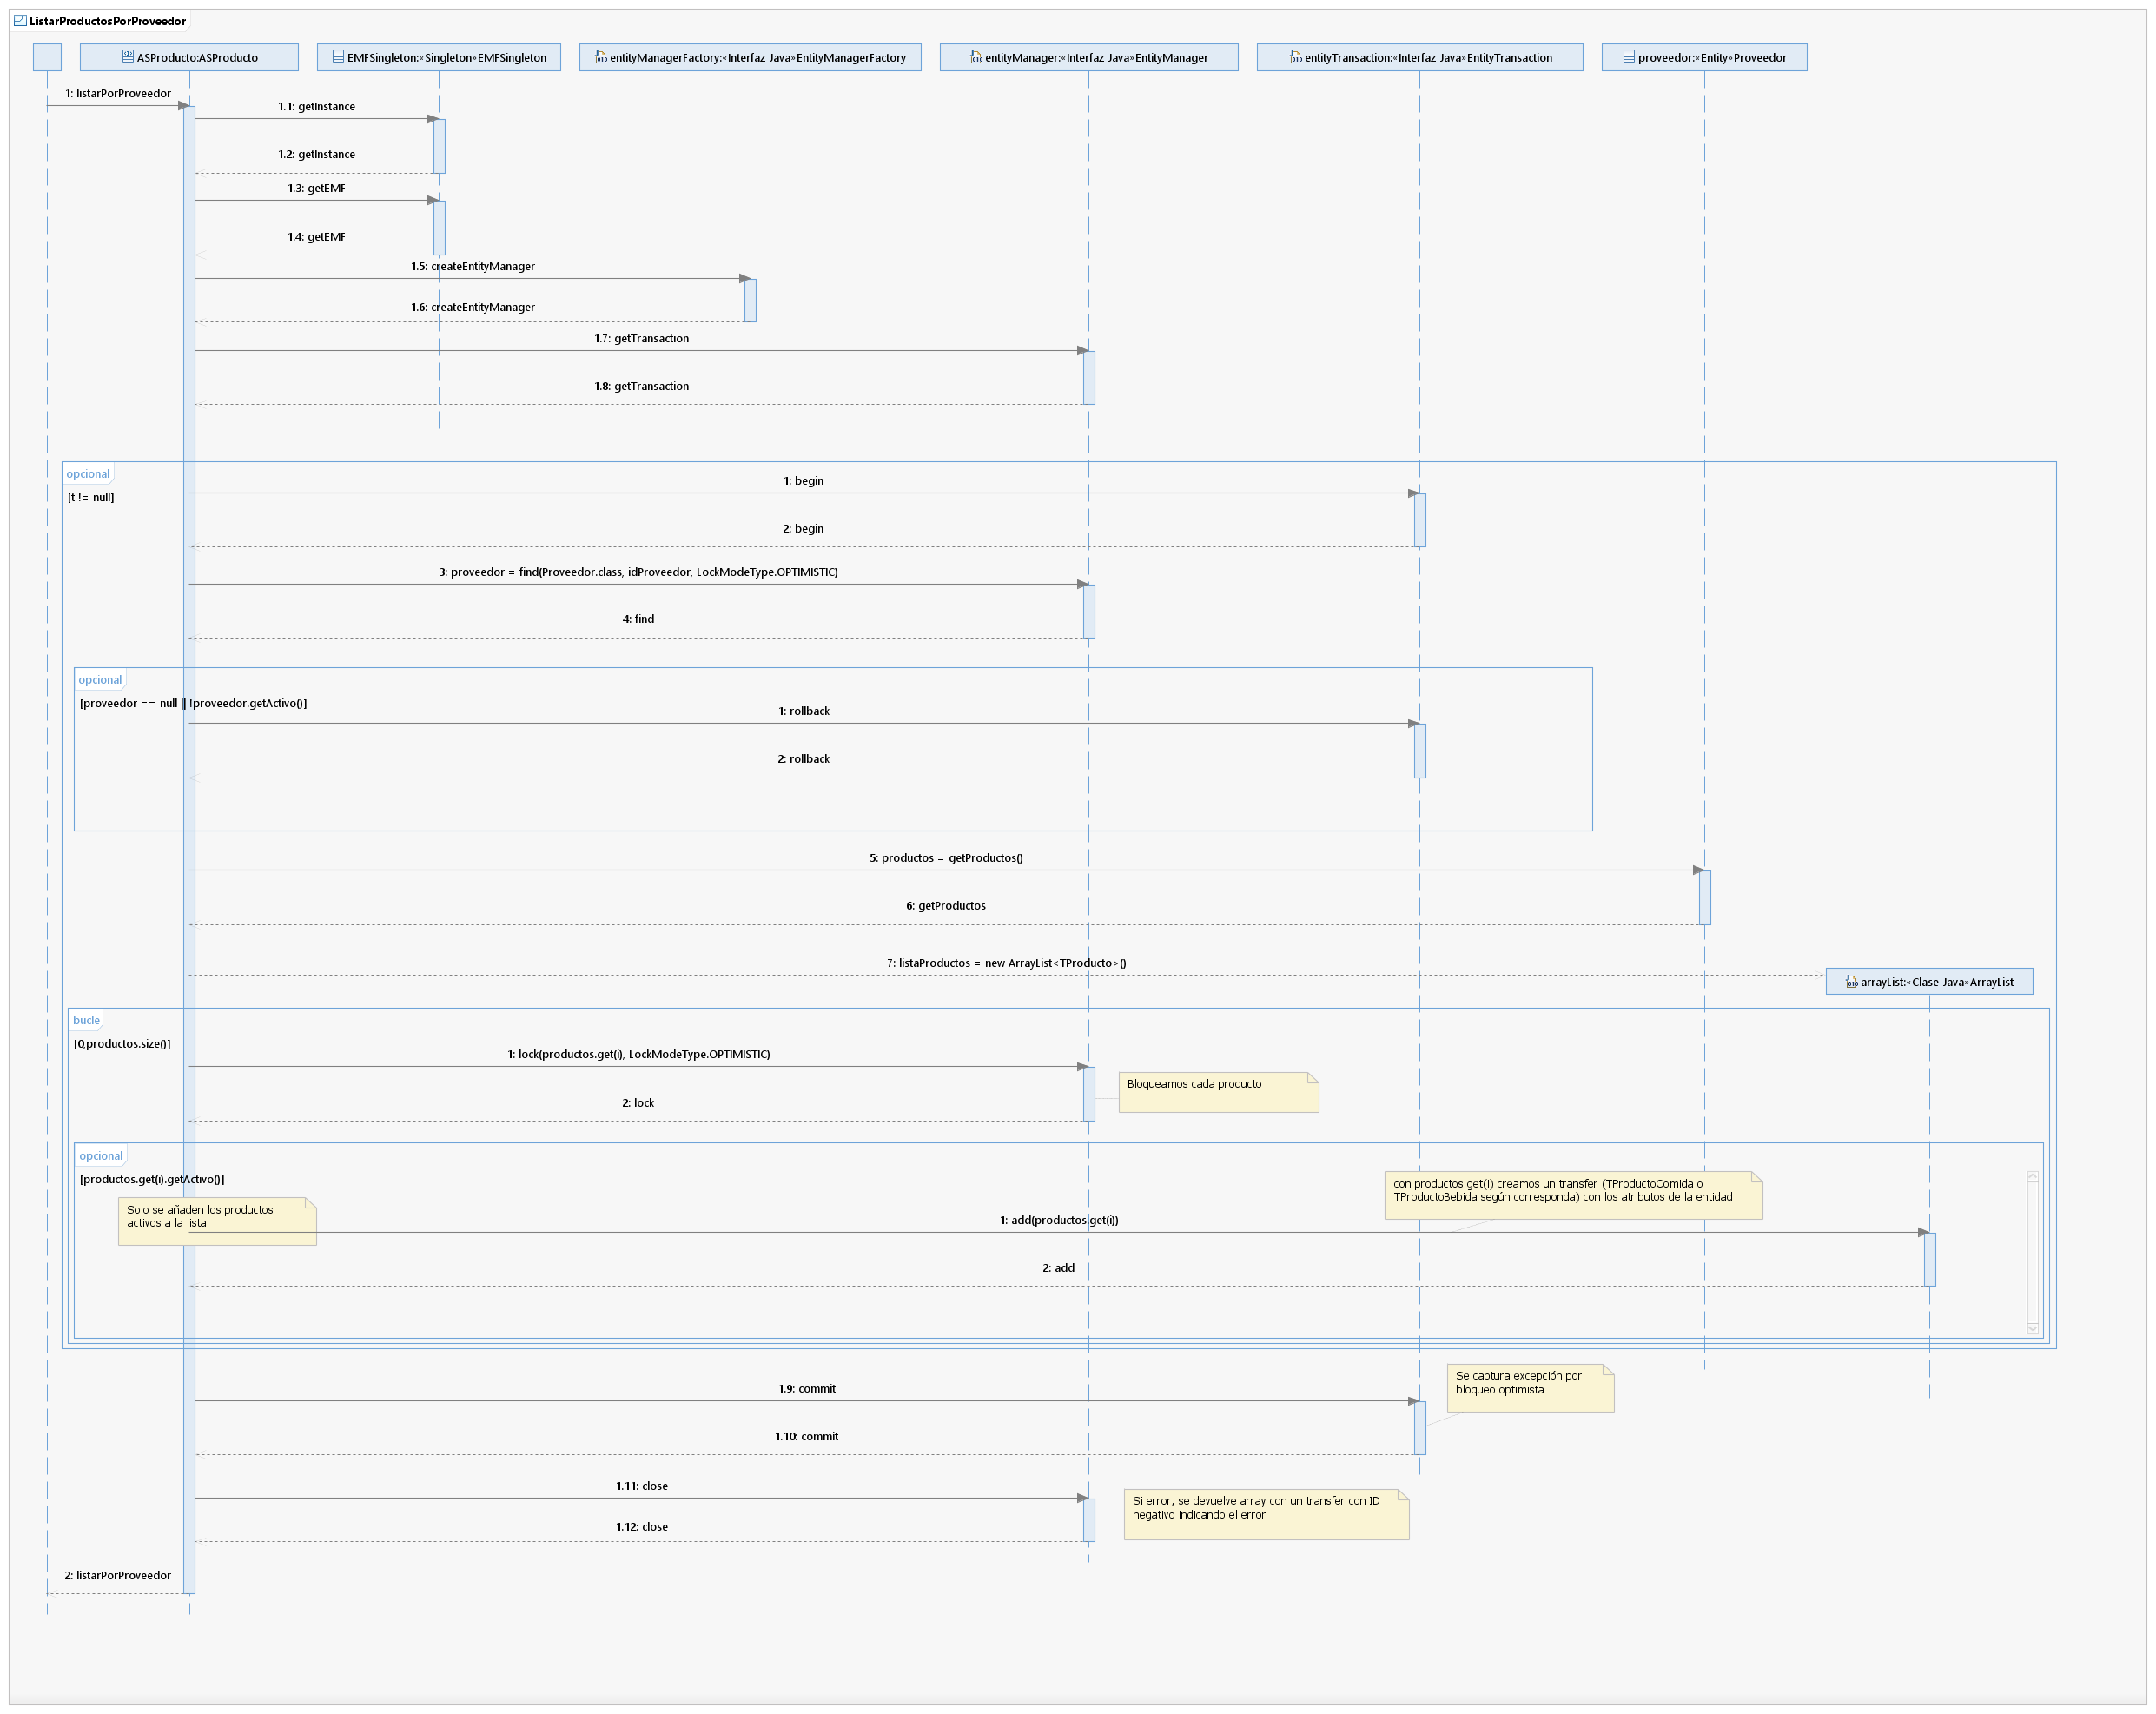 ListarProductosPorProveedor
ASProducto:ASProducto
EMFSingleton:«Singleton»EMFSingleton
entityManagerFactory:«Interfaz Java»EntityManagerFactory
entityManager:«Interfaz Java»EntityManager
entityTransaction:«Interfaz Java»EntityTransaction
proveedor:«Entity»Proveedor
1: listarPorProveedor
1.1: getInstance
1.2: getInstance
1.3: getEMF
1.4: getEMF
1.5: createEntityManager
1.6: createEntityManager
1.7: getTransaction
1.8: getTransaction
opcional
[t != null]
1: begin
2: begin
3: proveedor = find(Proveedor.class, idProveedor, LockModeType.OPTIMISTIC)
4: find
opcional
[proveedor == null || !proveedor.getActivo()]
1: rollback
2: rollback
5: productos = getProductos()
6: getProductos
7: listaProductos = new ArrayList<TProducto>()
arrayList:«Clase Java»ArrayList
bucle
[0,productos.size()]
1: lock(productos.get(i), LockModeType.OPTIMISTIC)
Bloqueamos cada producto
2: lock
opcional
[productos.get(i).getActivo()]
con productos.get(i) creamos un transfer (TProductoComida o
TProductoBebida según corresponda) con los atributos de la entidad
Solo se añaden los productos
activos a la lista
1: add(productos.get(i))
2: add
Se captura excepción por
bloqueo optimista
1.9: commit
1.10: commit
1.11: close
Si error, se devuelve array con un transfer con ID
negativo indicando el error
1.12: close
2: listarPorProveedor